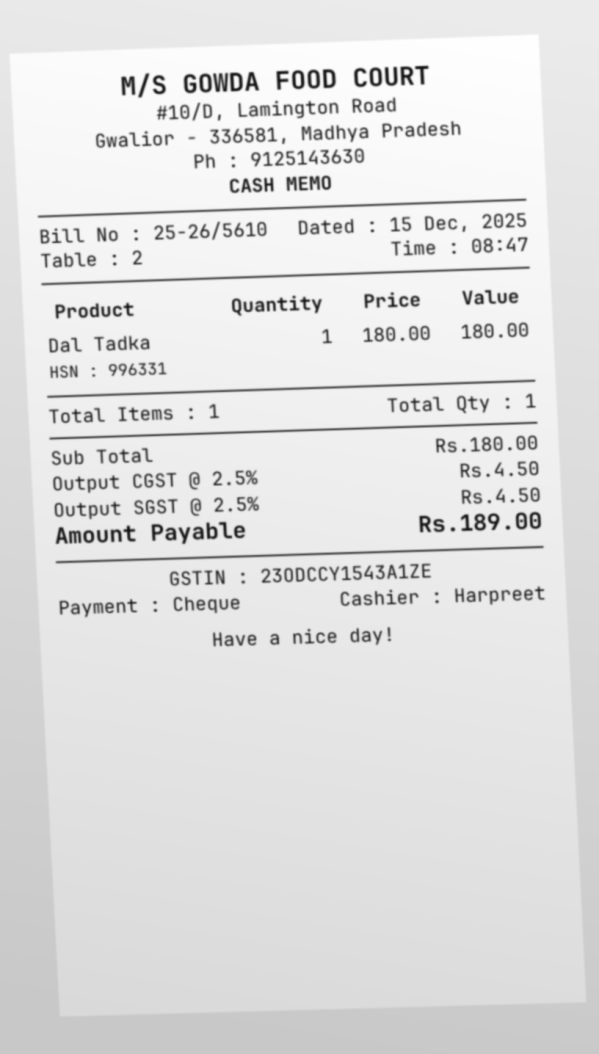 M/S GOWDA FOOD COURT
#10/D, Lamington Road
Gwalior - 336581, Madhya Pradesh
Ph : 9125143630
CASH MEMO
Bill No : 25-26/5610 Dated : 15 Dec, 2025
Table : 2 Time : 08:47
Product Quantity Price Value
Dal Tadka 1 180.00 180.00
HSN : 996331
Total Items : 1 Total Qty : 1
Sub Total Rs.180.00
Output CGST @ 2.5% Rs.4.50
Output SGST @ 2.5% Rs.4.50
Amount Payable Rs.189.00
GSTIN : 23ODCCY1543A1ZE
Payment : Cheque Cashier : Harpreet
Have a nice day!